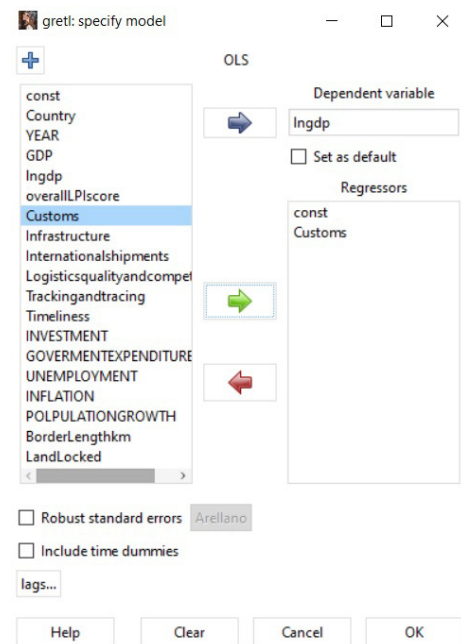 gretl: specify model
OLS
const
Country
YEAR
GDP
lngdp
overallLPIscore
Customs
Infrastructure
Internationalshipments
Logisticsqualityandcompet
Trackingandtracing
Timeliness
INVESTMENT
GOVERMENTEXPENDITURE
UNEMPLOYMENT
INFLATION
POLPULATIONGROWTH
BorderLengthkm
LandLocked
Dependent variable
lngdp
Set as default
Regressors
const
Customs
Robust standard errors Arellano
Include time dummies
lags...
Help Clear Cancel OK